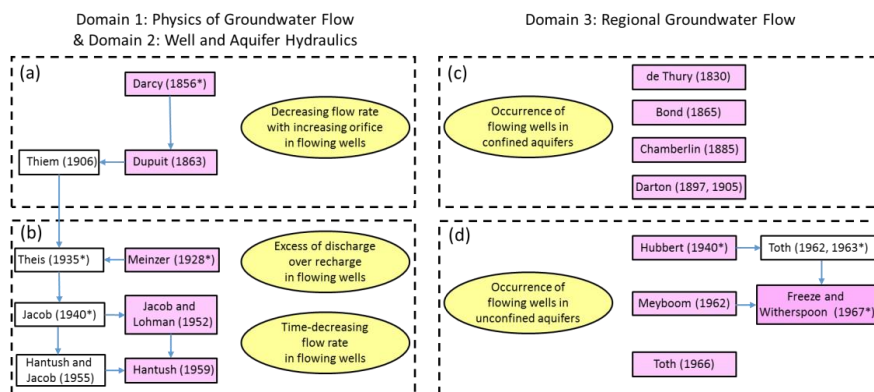 Domain 1: Physics of Groundwater Flow
& Domain 2: Well and Aquifer Hydraulics
(a)
Darcy (1856*)
Decreasing flow rate
with increasing orifice
in flowing wells
Thiem (1906)
Dupuit (1863)
(b)
Theis (1935*)
Meinzer (1928*)
Excess of discharge
over recharge
in flowing wells
Jacob (1940*)
Jacob and
Lohman (1952)
Time-decreasing
flow rate
in flowing wells
Hantush and
Jacob (1955)
Hantush (1959)
Domain 3: Regional Groundwater Flow
(c)
de Thury (1830)
Occurrence of
flowing wells in
confined aquifers
Bond (1865)
Chamberlin (1885)
Darton (1897, 1905)
(d)
Hubbert (1940*)
Toth (1962, 1963*)
Occurrence of
flowing wells in
unconfined aquifers
Meyboom (1962)
Freeze and
Witherspoon
(1967*)
Toth (1966)